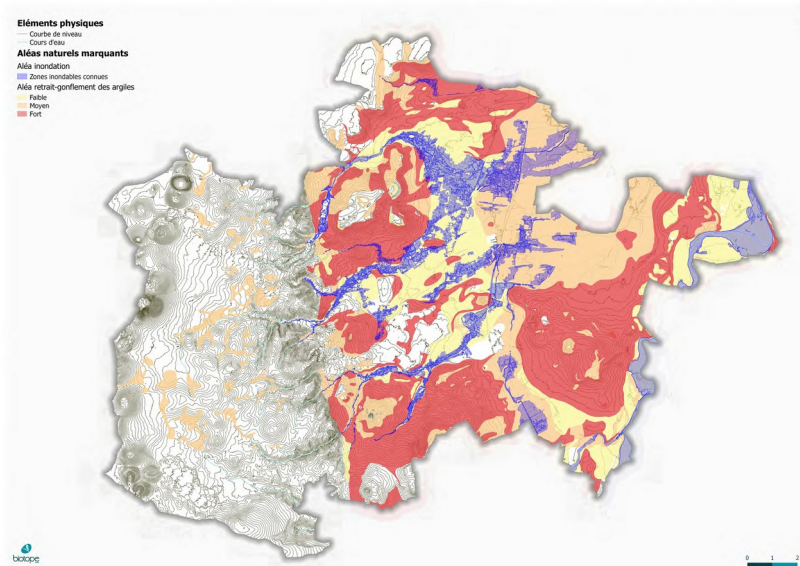 Eléments physiques
Courbe de niveau
Cours d'eau
Aléas naturels marquants
Aléa inondation
Zones inondables connues
Aléa retrait-gonflement des argiles
Faible
Moyen
Fort
biotope
0 1 2